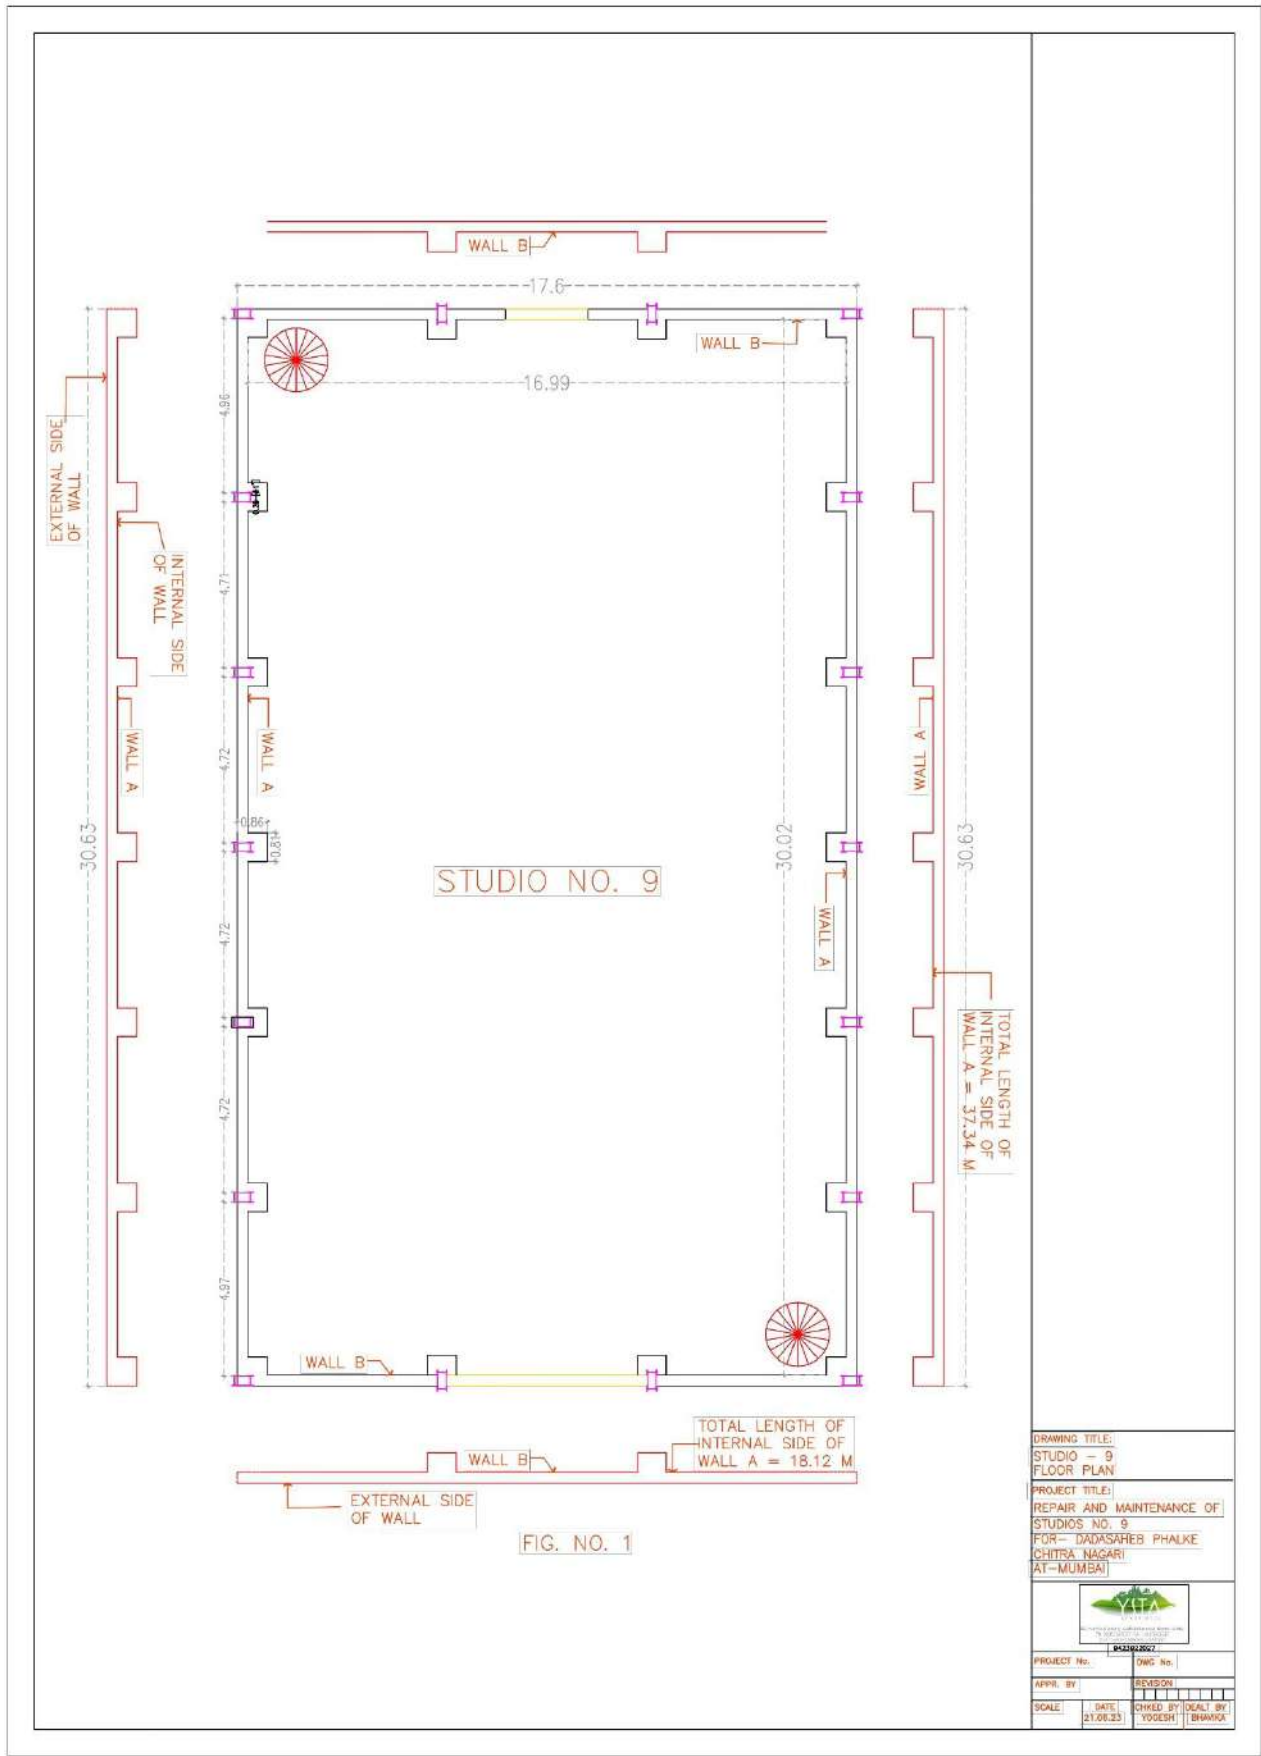 WALL B
17.6
WALL B
16.99
4.96
EXTERNAL SIDE
OF WALL
INTERNAL SIDE
OF WALL
4.71
WALL A
WALL A
4.72
WALL A
30.63
0.86
0.81
30.02
30.63
STUDIO NO. 9
WALL A
4.72
TOTAL LENGTH OF
INTERNAL SIDE OF
WALL A = 37.34 M
4.72
4.97
WALL B
TOTAL LENGTH OF
INTERNAL SIDE OF
WALL A = 18.12 M
WALL B
EXTERNAL SIDE
OF WALL
FIG. NO. 1
DRAWING TITLE:
STUDIO - 9
FLOOR PLAN
PROJECT TITLE:
REPAIR AND MAINTENANCE OF
STUDIOS NO. 9
FOR- DADASAHEB PHALKE
CHITRA NAGARI
AT-MUMBAI
YSTA
PROJECT No.
DWG No.
APPR. BY
REVISION
SCALE
DATE
21.06.23
CHKED BY
YOGESH
DEALT BY
BHAVIKA